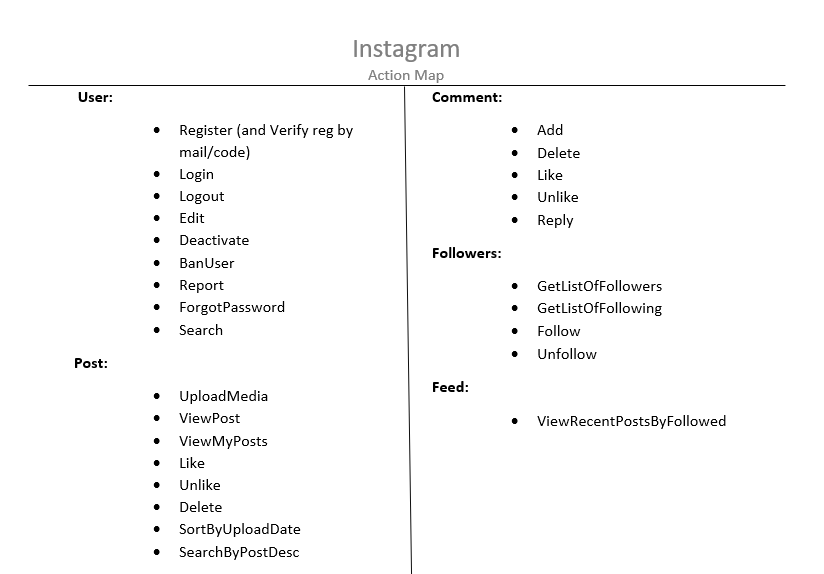 Instagram
Action Map
User:
Register (and Verify reg by
mail/code)
Login
Logout
Edit
Deactivate
BanUser
Report
ForgotPassword
Search
Post:
UploadMedia
ViewPost
ViewMyPosts
Like
Unlike
Delete
SortByUploadDate
SearchByPostDesc
Comment:
Add
Delete
Like
Unlike
Reply
Followers:
GetListOfFollowers
GetListOfFollowing
Follow
Unfollow
Feed:
ViewRecentPostsByFollowed